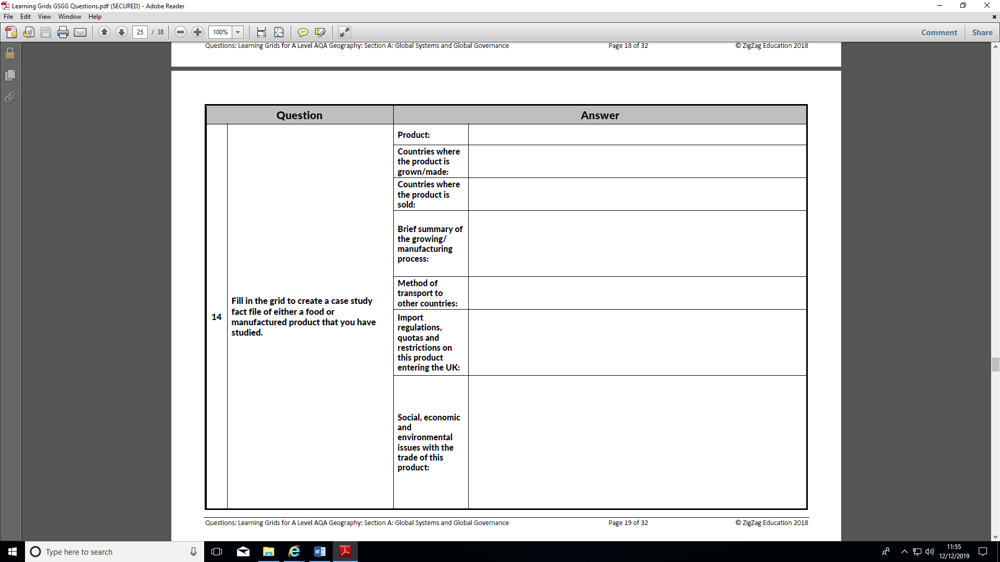 Learning Grids GSGG Questions.pdf (SECURED) - Adobe Reader
File Edit View Window Help
25 / 38 100% Comment Share
Questions: Learning Grids for A Level AQA Geography: Section A: Global Systems and Global Governance Page 18 of 32 © ZigZag Education 2018
Question Answer
14
Fill in the grid to create a case study
fact file of either a food or
manufactured product that you have
studied.
Product:
Countries where
the product is
grown/made:
Countries where
the product is
sold:
Brief summary of
the growing/
manufacturing
process:
Method of
transport to
other countries:
Import
regulations,
quotas and
restrictions on
this product
entering the UK:
Social, economic
and
environmental
issues with the
trade of this
product:
Questions: Learning Grids for A Level AQA Geography: Section A: Global Systems and Global Governance Page 19 of 32 © ZigZag Education 2018
Type here to search
11:55
12/12/2019